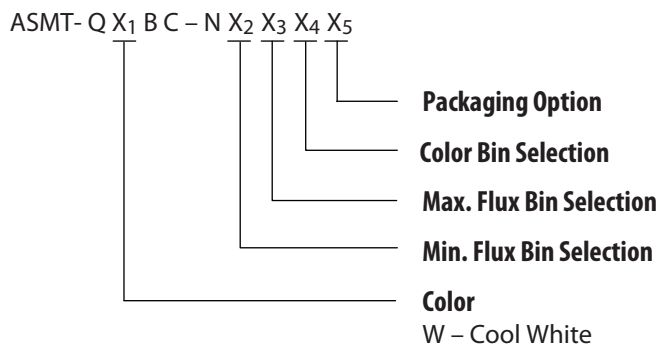 ASMT- Q X1 B C – N X2 X3 X4 X5
Packaging Option
Color Bin Selection
Max. Flux Bin Selection
Min. Flux Bin Selection
Color
W – Cool White